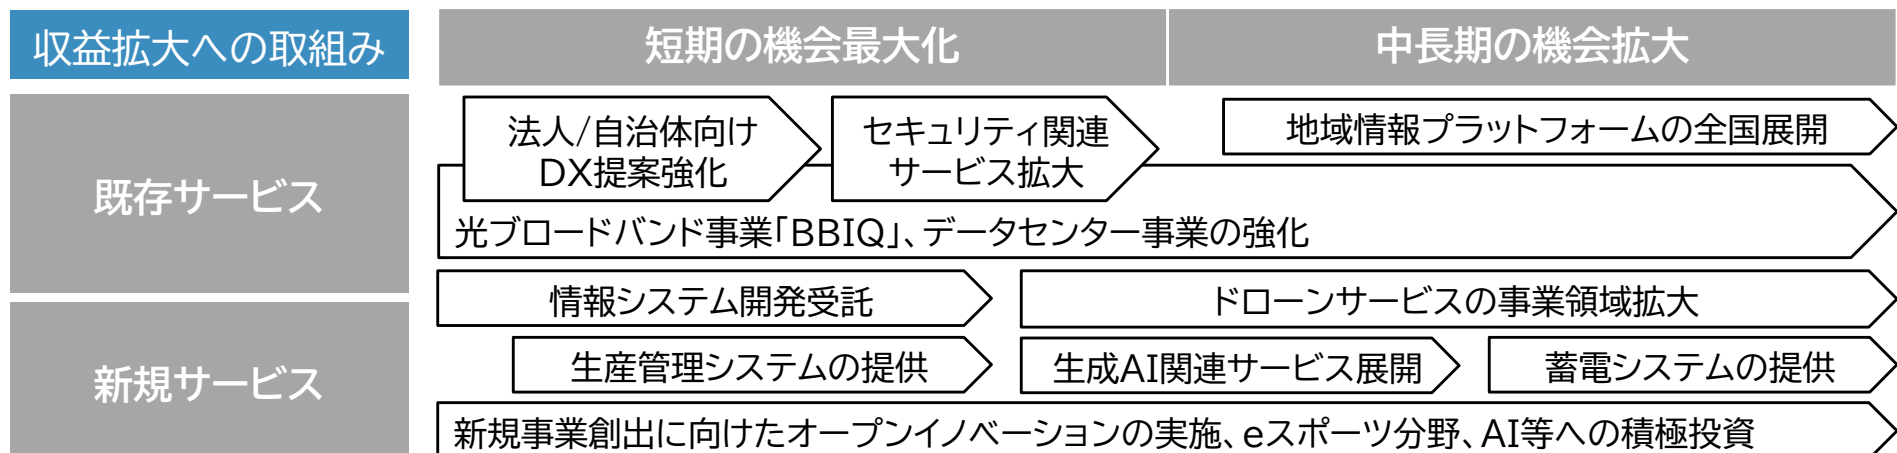 収益拡大への取組み
短期の機会最大化
中長期の機会拡大
既存サービス
法人/自治体向け
DX提案強化
セキュリティ関連
サービス拡大
地域情報プラットフォームの全国展開
光ブロードバンド事業「BBIQ」、データセンター事業の強化
新規サービス
情報システム開発受託
ドローンサービスの事業領域拡大
生産管理システムの提供
生成AI関連サービス展開
蓄電システムの提供
新規事業創出に向けたオープンイノベーションの実施、eスポーツ分野、AI等への積極投資